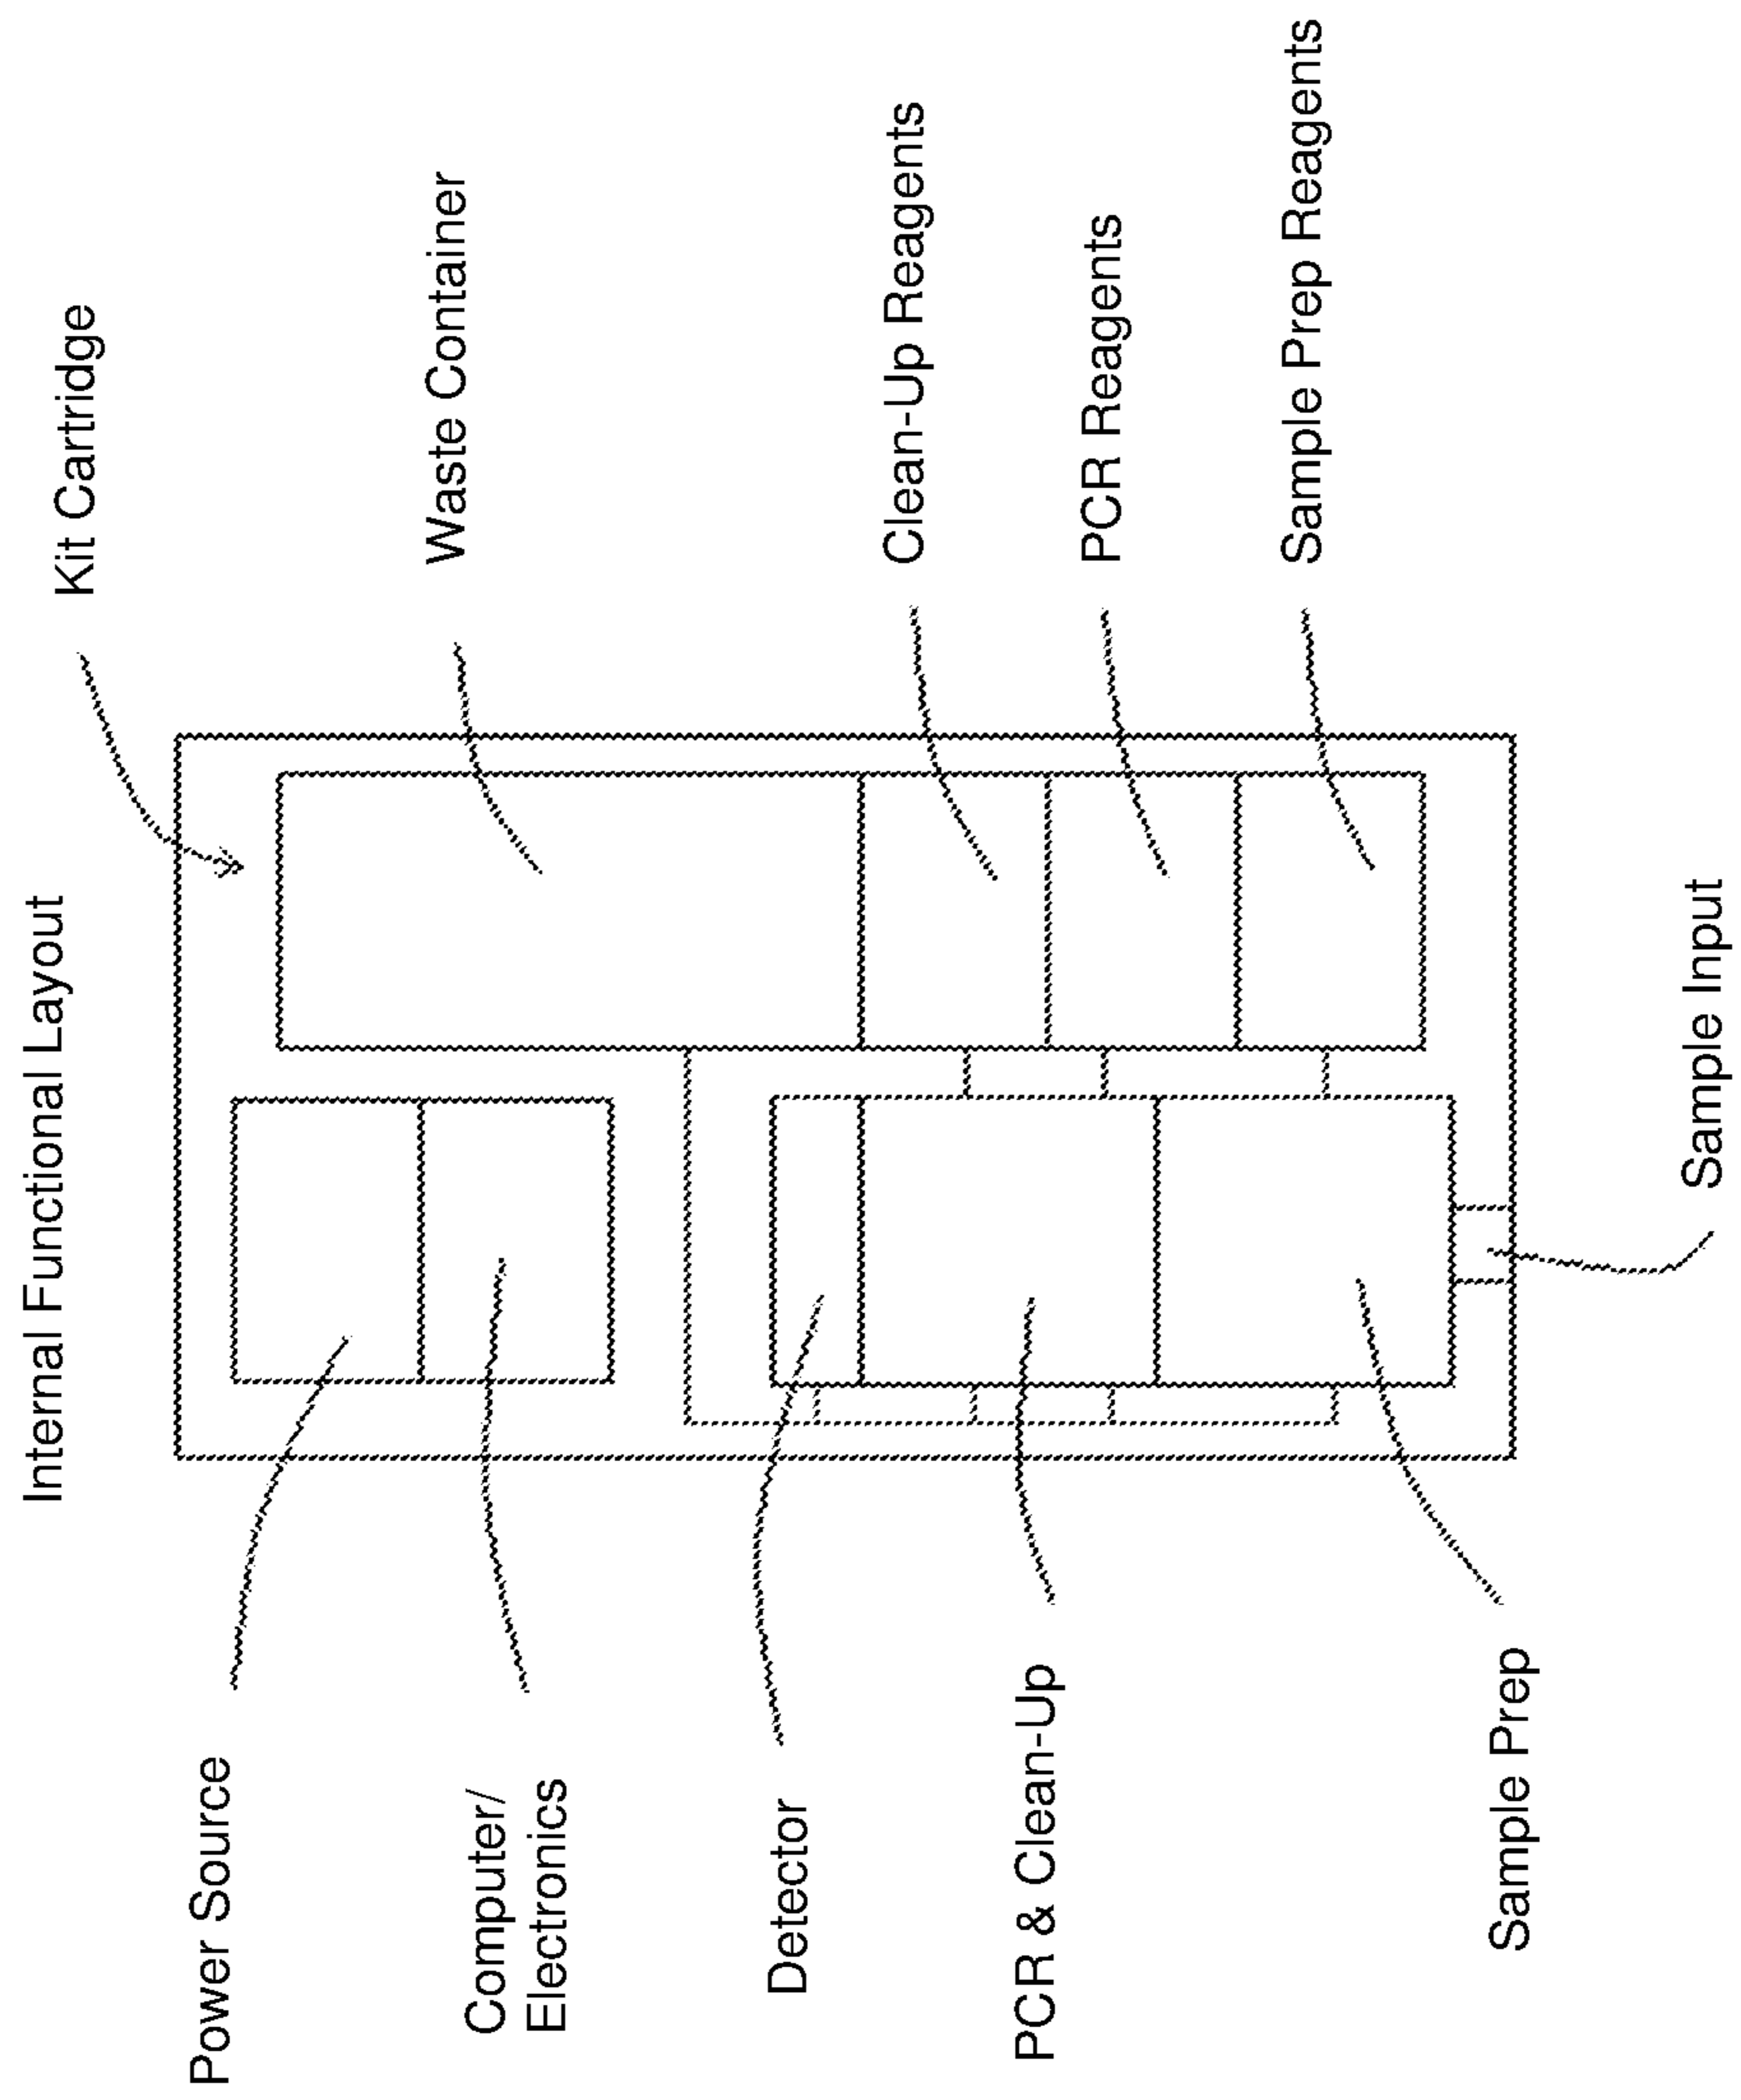 Internal Functional Layout
Kit Cartridge
Power Source
Waste Container
Computer/
Electronics
Detector
Clean-Up Reagents
PCR & Clean-Up
PCR Reagents
Sample Prep Reagents
Sample Prep
Sample Input